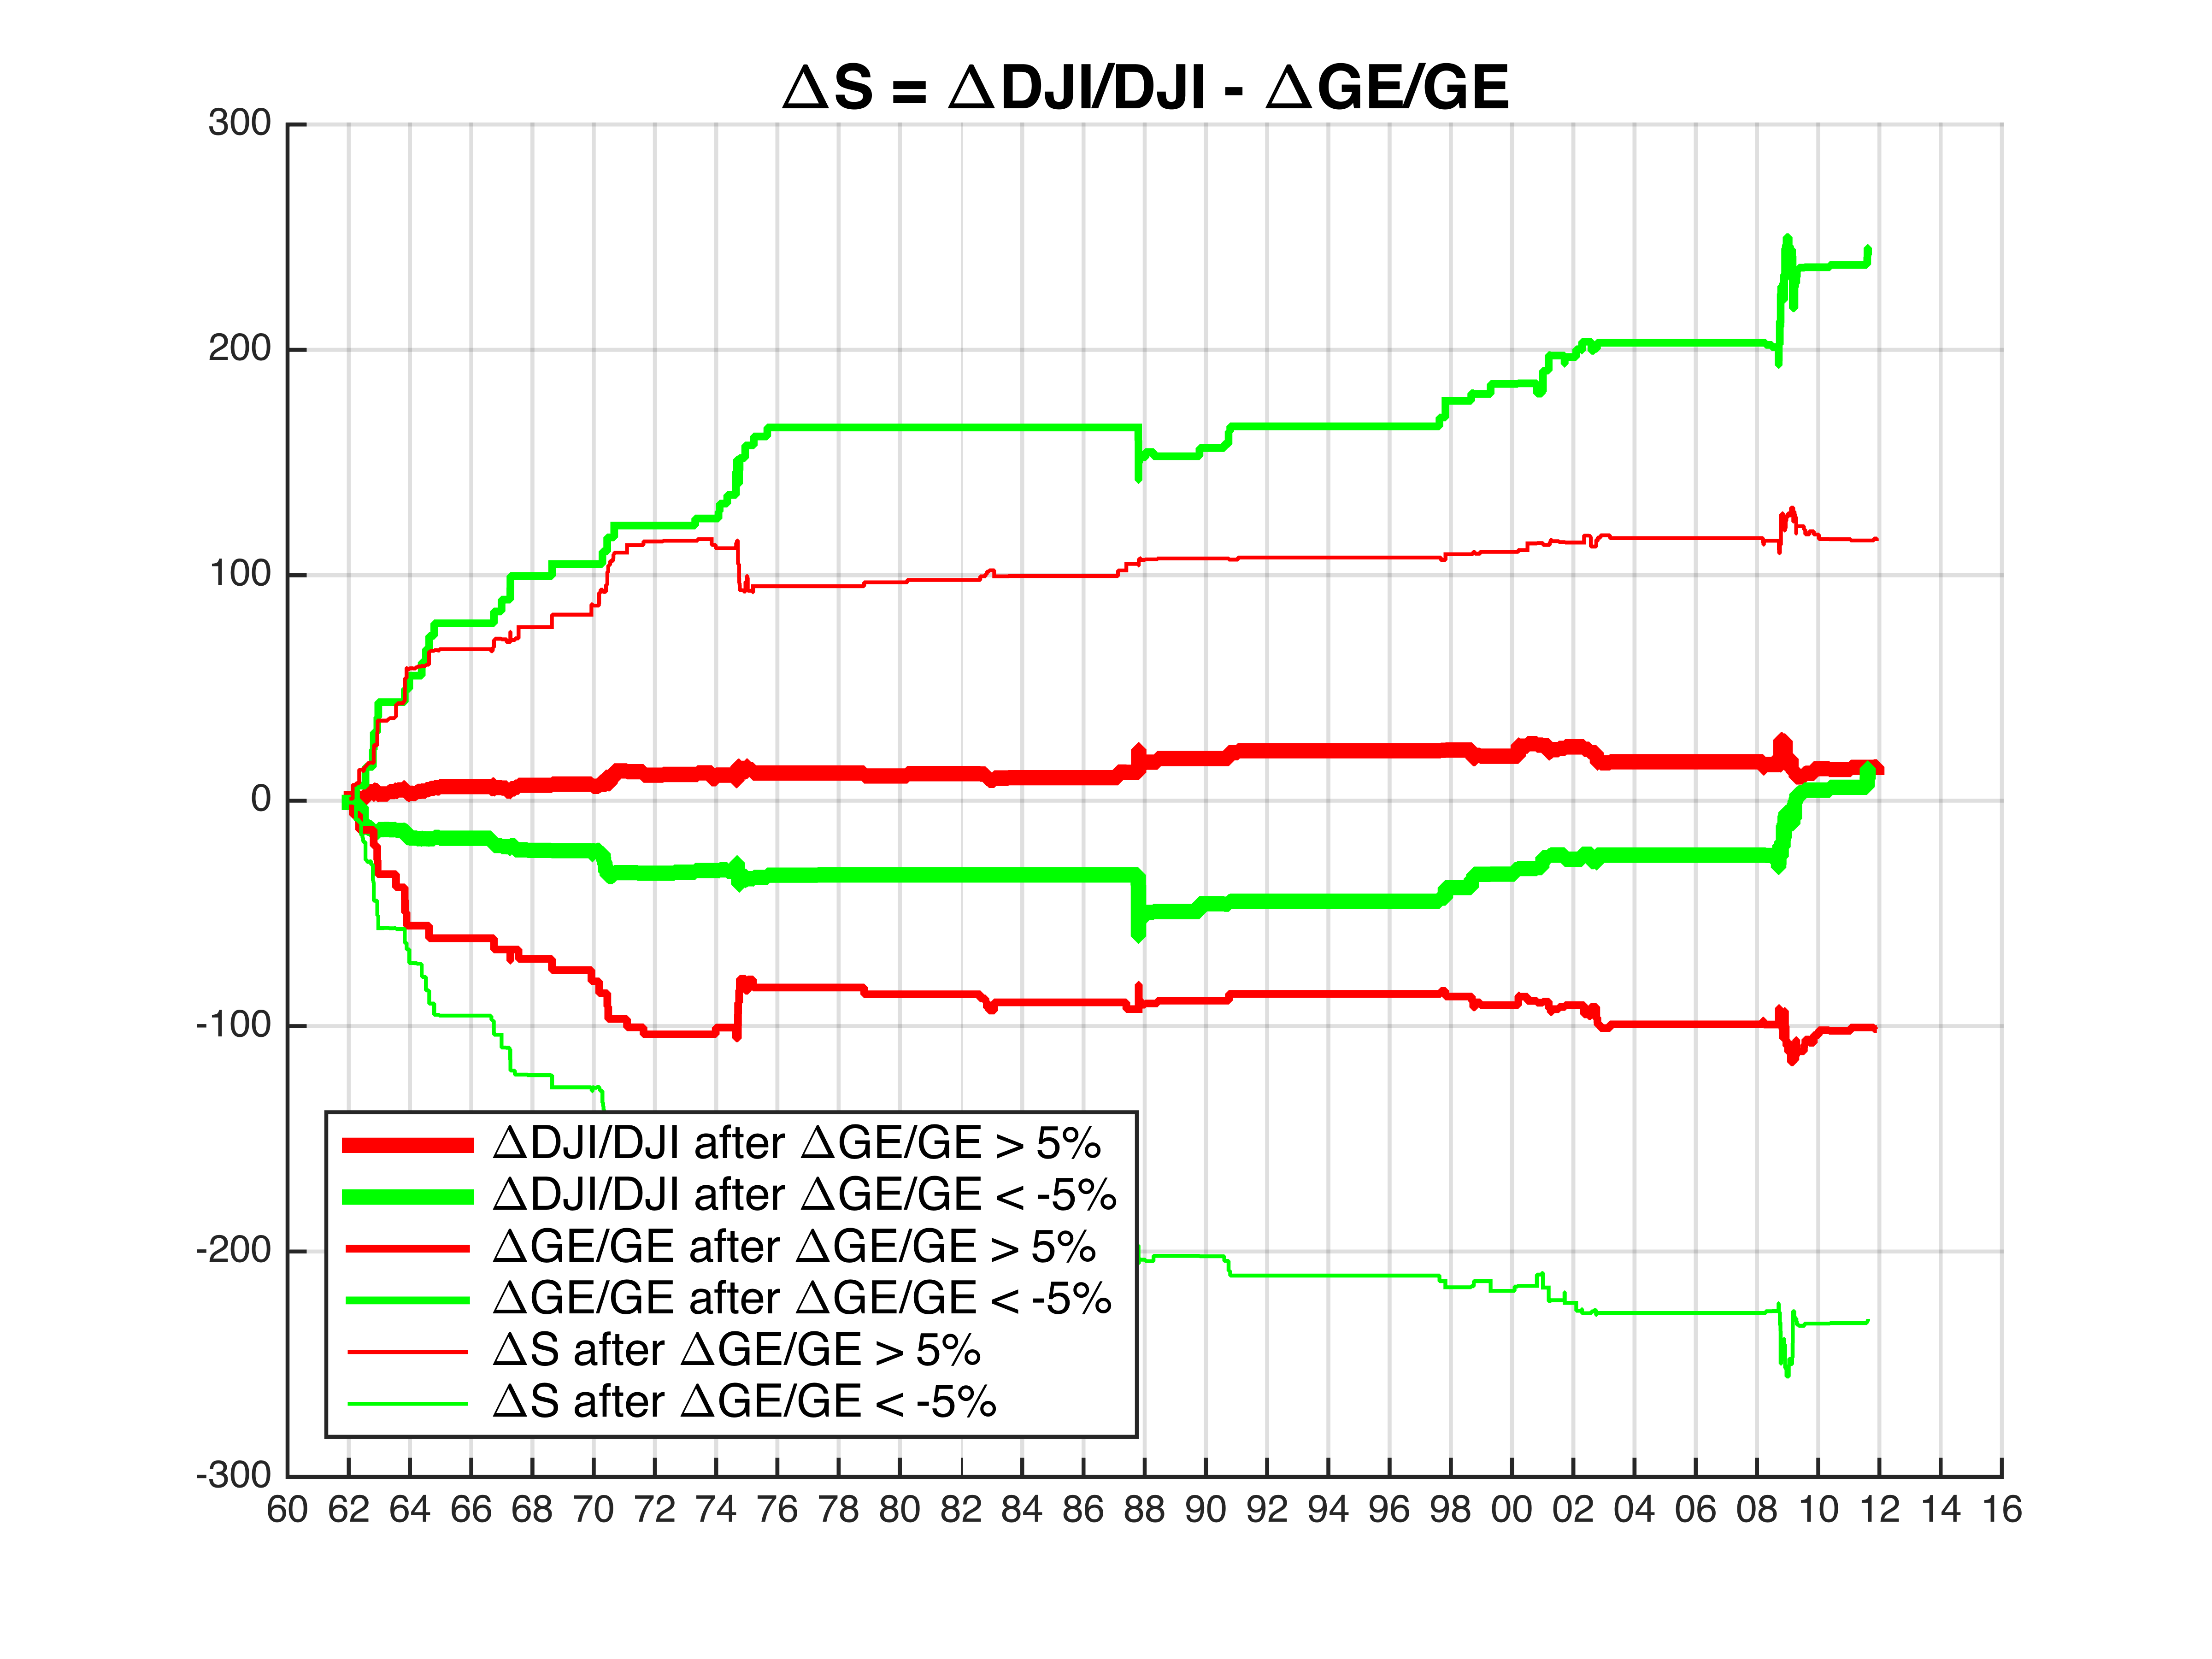 ΔS = ΔDJI/DJI - ΔGE/GE
300
200
100
0
-100
-200
-300
ΔDJI/DJI after ΔGE/GE > 5%
ΔDJI/DJI after ΔGE/GE < -5%
ΔGE/GE after ΔGE/GE > 5%
ΔGE/GE after ΔGE/GE < -5%
ΔS after ΔGE/GE > 5%
ΔS after ΔGE/GE < -5%
60 62 64 66 68 70 72 74 76 78 80 82 84 86 88 90 92 94 96 98 00 02 04 06 08 10 12 14 16